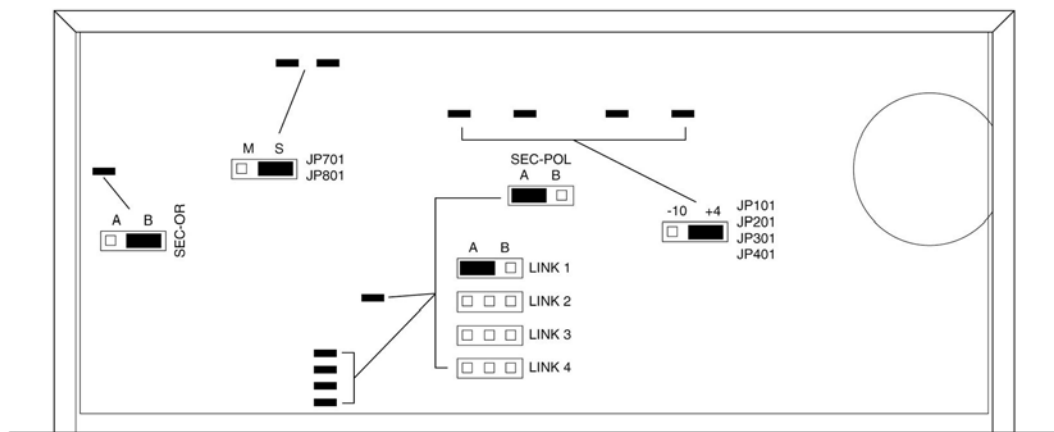 M S
JP701
JP801
A B
SEC-OR
SEC-POL
A B
-10 +4
JP101
JP201
JP301
JP401
A B
LINK 1
LINK 2
LINK 3
LINK 4